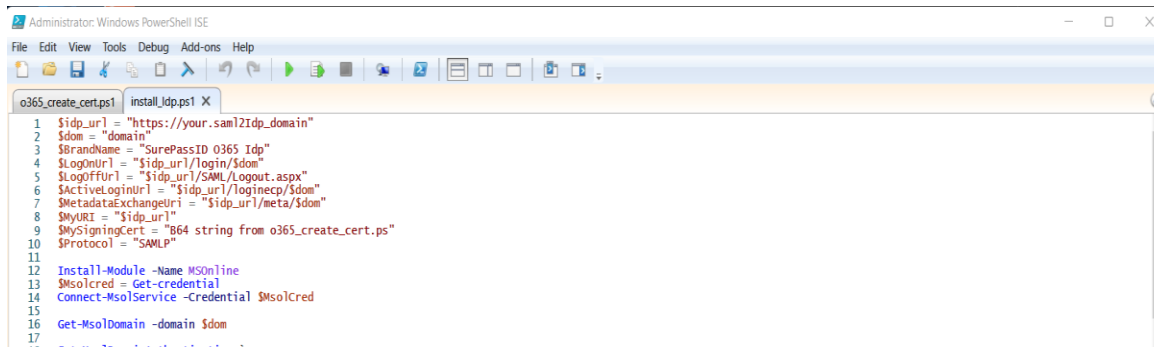 Administrator: Windows PowerShell ISE
File Edit View Tools Debug Add-ons Help
o365_create_cert.ps1 install_Idp.ps1 X
1 $idp_url = "https://your.saml2Idp_domain"
2 $dom = "domain"
3 $BrandName = "SurePassID O365 Idp"
4 $LogOnUrl = "$idp_url/login/$dom"
5 $LogOffUrl = "$idp_url/SAML/Logout.aspx"
6 $ActiveLoginUrl = "$idp_url/loginecp/$dom"
7 $MetadataExchangeUri = "$idp_url/meta/$dom"
8 $MyURI = "$idp_url"
9 $MySigningCert = "B64 string from o365_create_cert.ps"
10 $Protocol = "SAMLP"
11
12 Install-Module -Name MSOnline
13 $Msolcred = Get-credential
14 Connect-MsolService -Credential $MsolCred
15
16 Get-MsolDomain -domain $dom
17